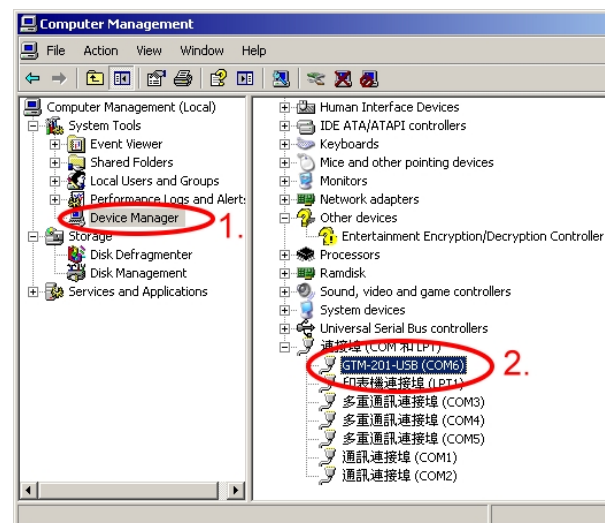 Computer Management
File Action View Window Help
Computer Management (Local)
System Tools
Event Viewer
Shared Folders
Local Users and Groups
Performance Logs and Alert:
Device Manager
1.
Storage
Disk Defragmenter
Disk Management
Services and Applications
Human Interface Devices
IDE ATA/ATAPI controllers
Keyboards
Mice and other pointing devices
Monitors
Network adapters
Other devices
Entertainment Encryption/Decryption Controller
Processors
Ramdisk
Sound, video and game controllers
System devices
Universal Serial Bus controllers
連接埠 (COM 和 LPT)
GTM-201-USB (COM6)
2.
印表機連接埠 (LPT1)
多重通訊連接埠 (COM3)
多重通訊連接埠 (COM4)
多重通訊連接埠 (COM5)
通訊連接埠 (COM1)
通訊連接埠 (COM2)